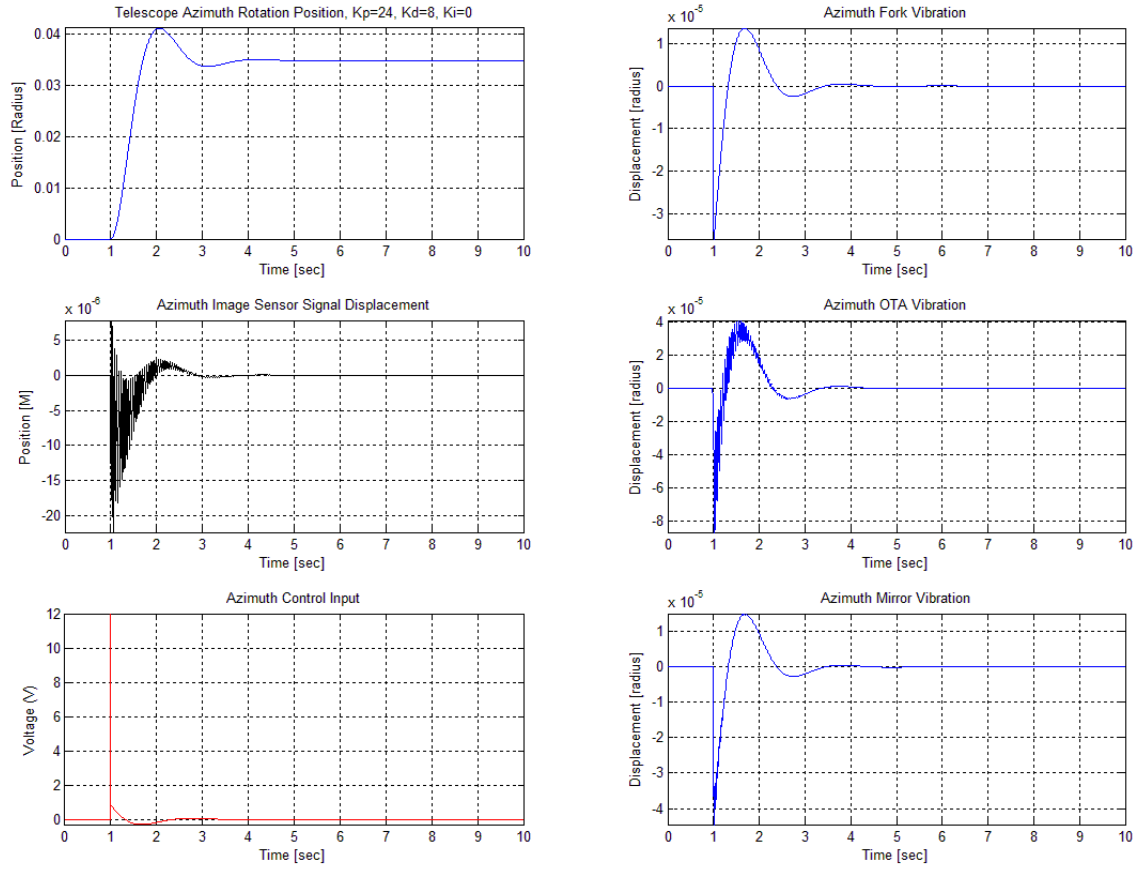 Telescope Azimuth Rotation Position, Kp=24, Kd=8, Ki=0
Position [Radius]
0.04
0.03
0.02
0.01
0
0 1 2 3 4 5 6 7 8 9 10
Time [sec]
Azimuth Fork Vibration
x 10^-5
Displacement [radius]
1
0
-1
-2
-3
0 1 2 3 4 5 6 7 8 9 10
Time [sec]
Azimuth Image Sensor Signal Displacement
x 10^-6
Position [M]
5
0
-5
-10
-15
-20
0 1 2 3 4 5 6 7 8 9 10
Time [sec]
Azimuth OTA Vibration
x 10^-5
Displacement [radius]
4
2
0
-2
-4
-6
-8
0 1 2 3 4 5 6 7 8 9 10
Time [sec]
Azimuth Control Input
Voltage (V)
12
10
8
6
4
2
0
0 1 2 3 4 5 6 7 8 9 10
Time [sec]
Azimuth Mirror Vibration
x 10^-5
Displacement [radius]
1
0
-1
-2
-3
-4
0 1 2 3 4 5 6 7 8 9 10
Time [sec]